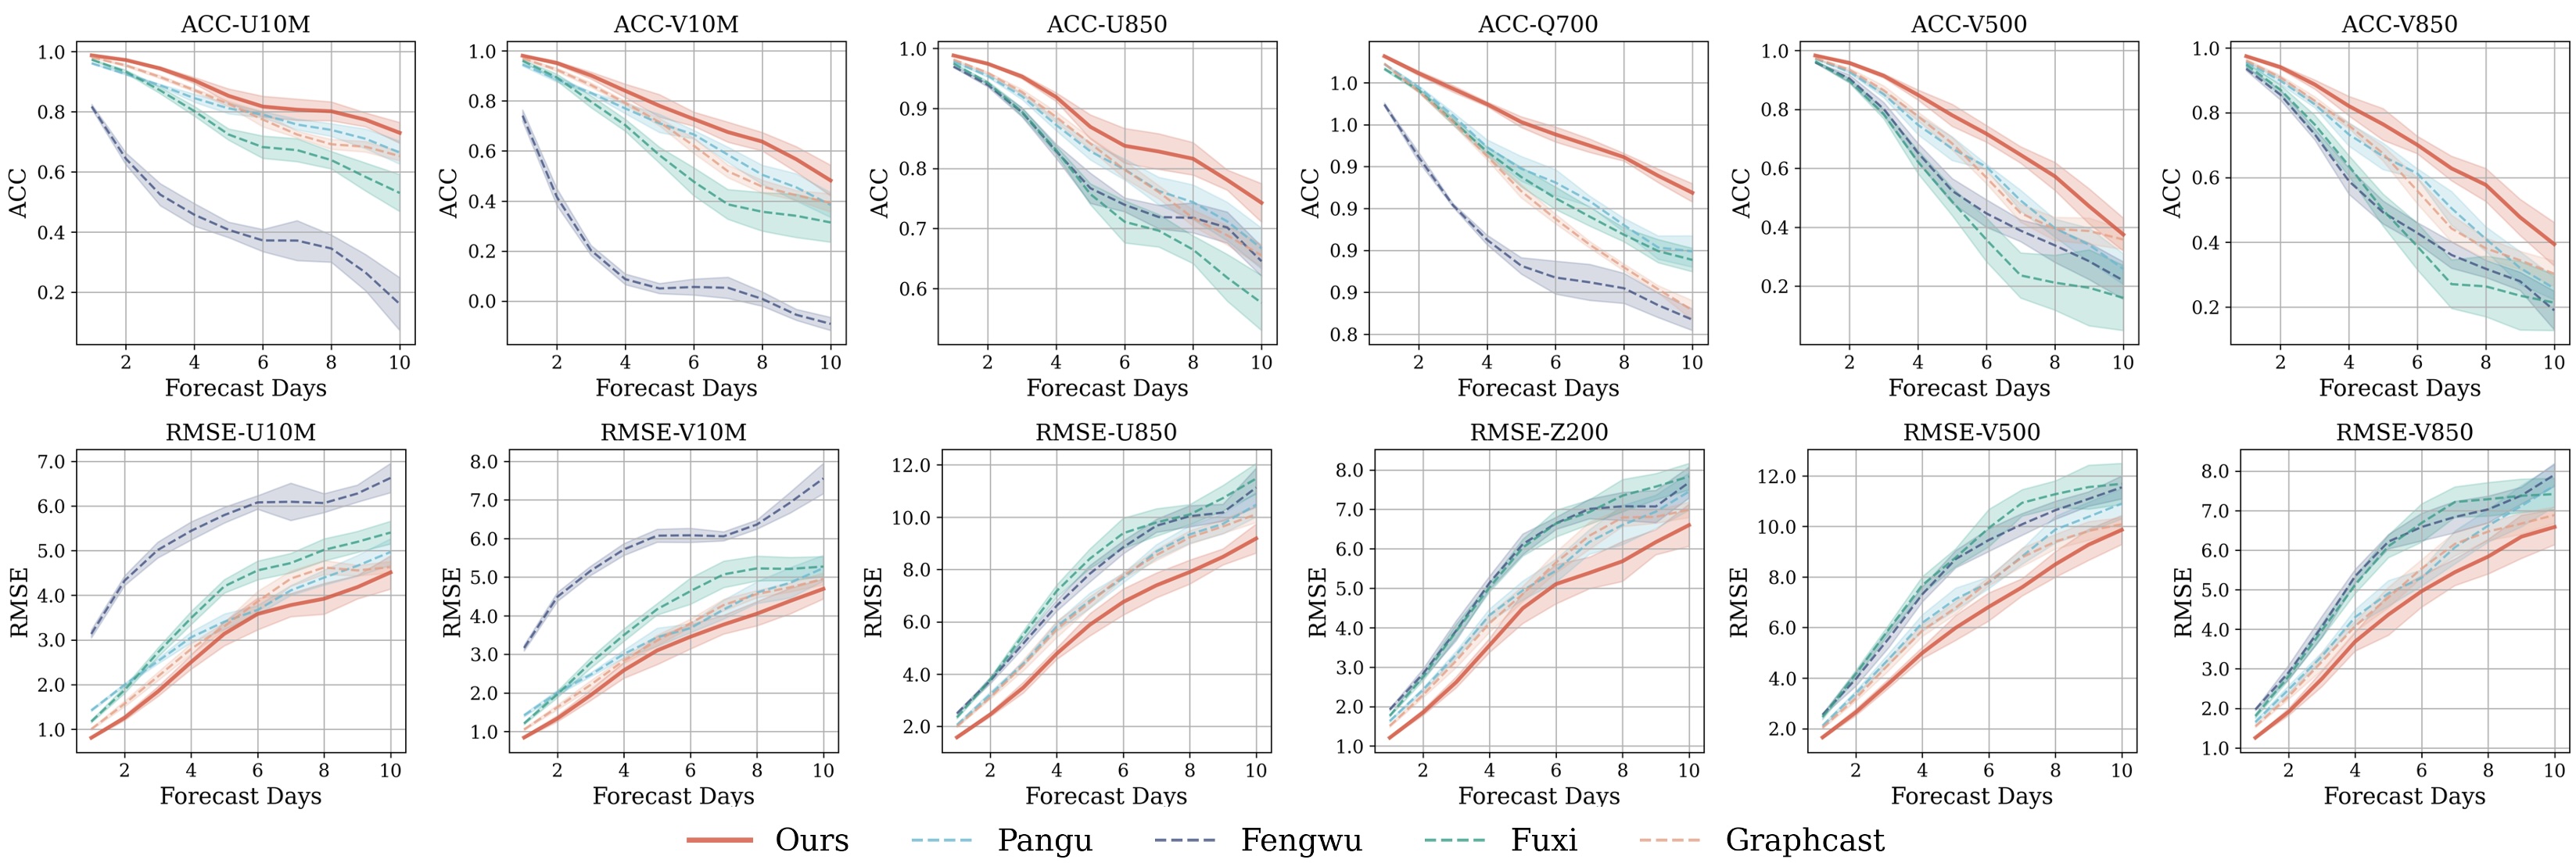 ACC-U10M ACC-V10M ACC-U850 ACC-Q700 ACC-V500 ACC-V850
ACC
1.0
0.8
0.6
0.4
0.2
2 4 6 8 10
Forecast Days
ACC
1.0
0.8
0.6
0.4
0.2
0.0
2 4 6 8 10
Forecast Days
ACC
1.0
0.9
0.8
0.7
0.6
2 4 6 8 10
Forecast Days
ACC
1.0
1.0
0.9
0.9
0.9
0.9
0.8
2 4 6 8 10
Forecast Days
ACC
1.0
0.8
0.6
0.4
0.2
2 4 6 8 10
Forecast Days
ACC
1.0
0.8
0.6
0.4
0.2
2 4 6 8 10
Forecast Days
RMSE-U10M RMSE-V10M RMSE-U850 RMSE-Z200 RMSE-V500 RMSE-V850
RMSE
7.0
6.0
5.0
4.0
3.0
2.0
1.0
2 4 6 8 10
Forecast Days
RMSE
8.0
7.0
6.0
5.0
4.0
3.0
2.0
1.0
2 4 6 8 10
Forecast Days
RMSE
12.0
10.0
8.0
6.0
4.0
2.0
2 4 6 8 10
Forecast Days
RMSE
8.0
7.0
6.0
5.0
4.0
3.0
2.0
1.0
2 4 6 8 10
Forecast Days
RMSE
12.0
10.0
8.0
6.0
4.0
2.0
2 4 6 8 10
Forecast Days
RMSE
8.0
7.0
6.0
5.0
4.0
3.0
2.0
1.0
2 4 6 8 10
Forecast Days
Ours Pangu Fengwu Fuxi Graphcast